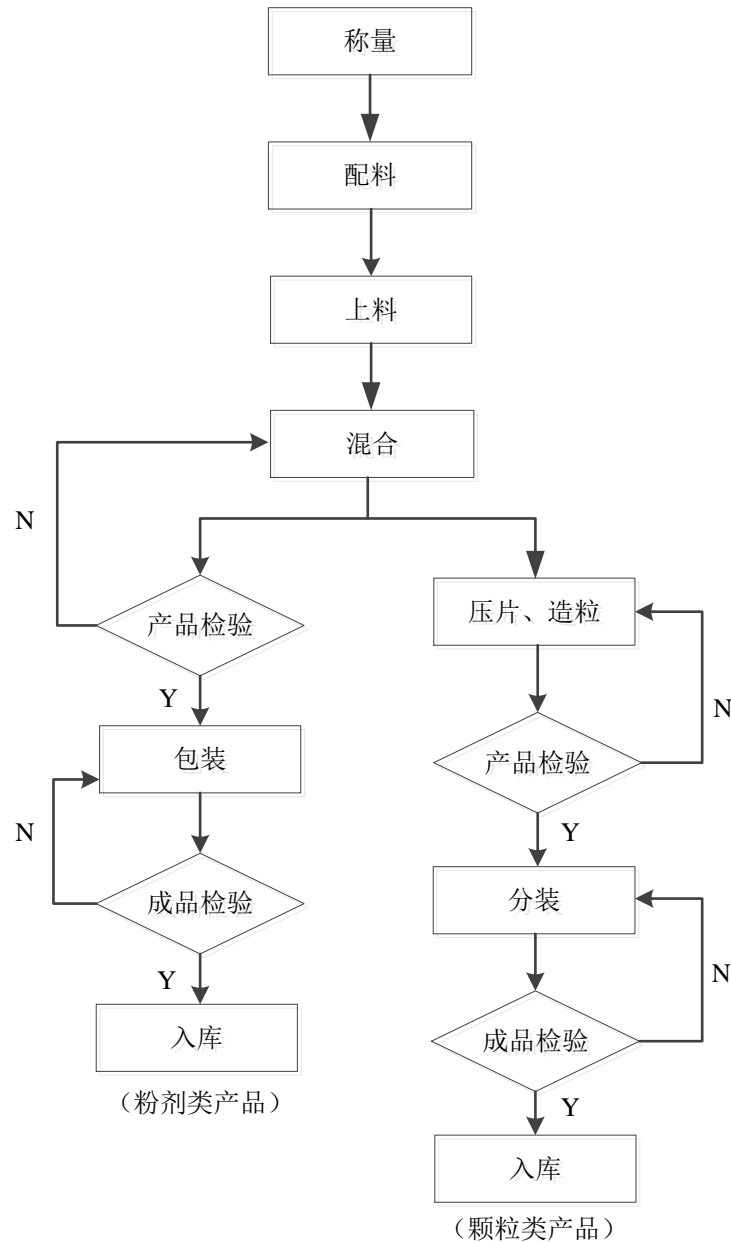 称量
配料
上料
混合
N
产品检验
Y
包装
N
成品检验
Y
入库
（粉剂类产品）
压片、造粒
N
产品检验
Y
分装
N
成品检验
Y
入库
（颗粒类产品）